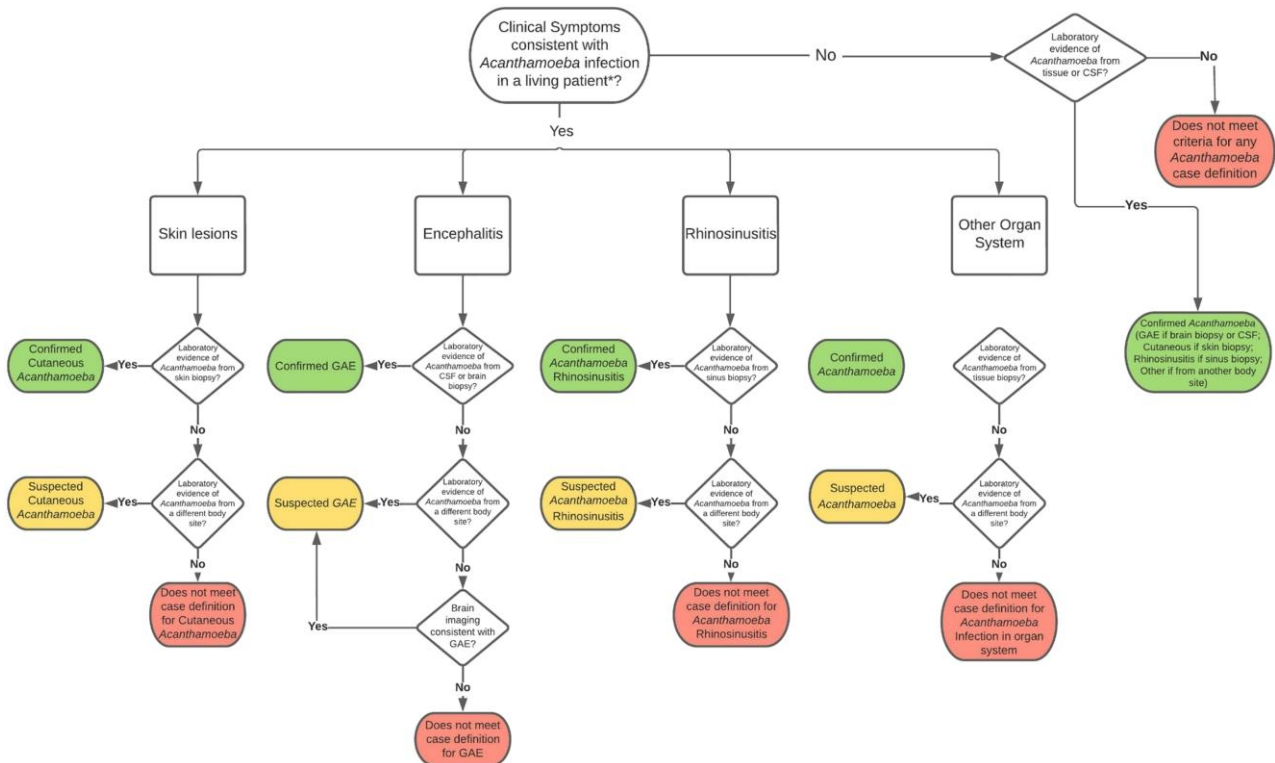 Clinical Symptoms
consistent with
Acanthamoeba infection
in a living patient*?
No
Laboratory
evidence of
Acanthamoeba from
tissue or CSF?
No
Does not meet
criteria for any
Acanthamoeba
case definition
Yes
Yes
Confirmed Acanthamoeba
(GAE if brain biopsy or CSF;
Cutaneous if skin biopsy;
Rhinosinusitis if sinus biopsy;
Other if from another body
site)
Skin lesions
Encephalitis
Rhinosinusitis
Other Organ
System
Confirmed
Cutaneous
Acanthamoeba
Yes
Laboratory
evidence of
Acanthamoeba from
skin biopsy?
Confirmed GAE
Yes
Laboratory
evidence of
Acanthamoeba from
CSF or brain
biopsy?
Confirmed
Acanthamoeba
Rhinosinusitis
Yes
Laboratory
evidence of
Acanthamoeba from
sinus biopsy?
Confirmed
Acanthamoeba
Laboratory
evidence of
Acanthamoeba from
tissue biopsy?
No
No
No
No
Suspected
Cutaneous
Acanthamoeba
Yes
Laboratory
evidence of
Acanthamoeba from
a different body
site?
Suspected GAE
Yes
Laboratory
evidence of
Acanthamoeba from
a different body
site?
Suspected
Acanthamoeba
Rhinosinusitis
Yes
Laboratory
evidence of
Acanthamoeba from
a different body
site?
Suspected
Acanthamoeba
Yes
Laboratory
evidence of
Acanthamoeba from
a different body
site?
No
No
No
No
Does not meet
case definition
for Cutaneous
Acanthamoeba
Yes
Brain
imaging
consistent with
GAE?
Does not meet
case definition for
Acanthamoeba
Rhinosinusitis
Does not meet
case definition for
Acanthamoeba
Infection in organ
system
No
Does not meet
case definition
for GAE